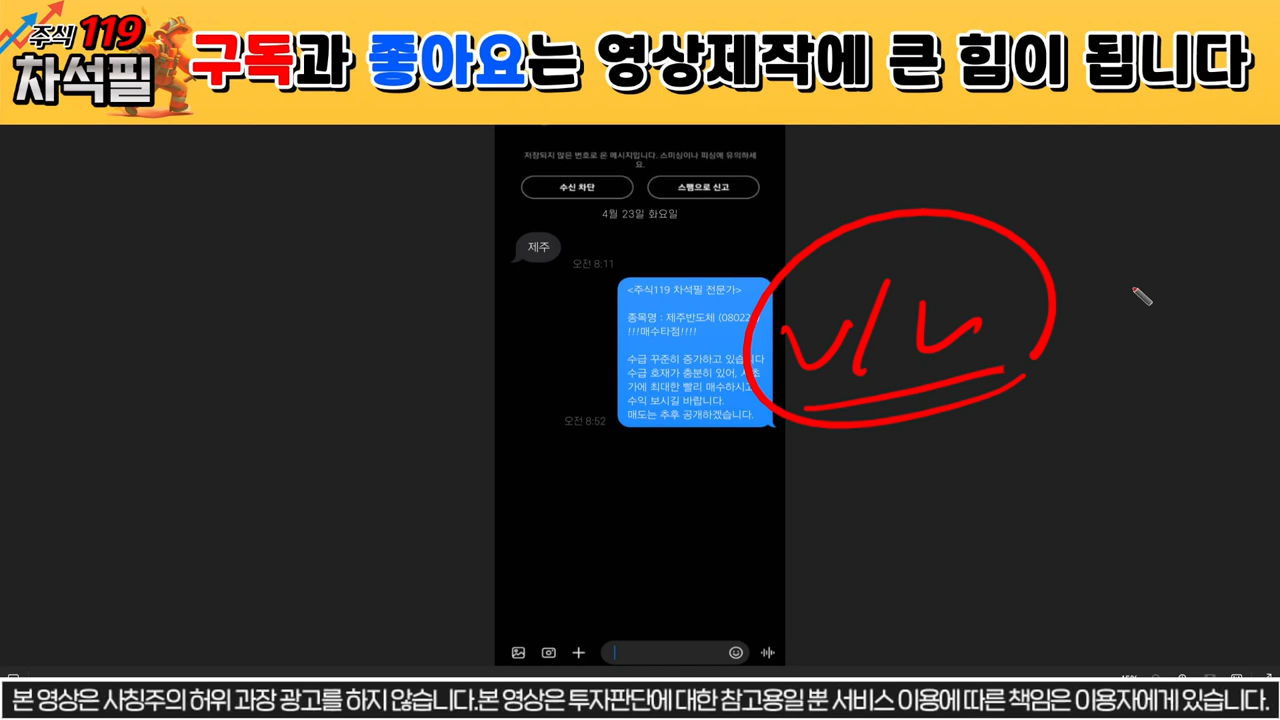 주식 119
차석필
구독과 좋아요는 영상제작에 큰 힘이 됩니다
저장되지 않은 번호로 온 메시지입니다. 스미싱이나 피싱에 유의하세
요.
수신 차단
스팸으로 신고
4월 23일 화요일
제주
오전 8:11
<주식119 차석필 전문가>
종목명 : 제주반도체 (08022
!!!매수타점!!!!
수급 꾸준히 증가하고 있습니다
수급 호재가 충분히 있어,
가에 최대한 빨리 매수하시고
수익 보시길 바랍니다.
매도는 추후 공개하겠습니다.
오전 8:52
본 영상은 사칭주의 허위 과장 광고를 하지 않습니다.본 영상은 투자판단에 대한 참고용일 뿐 서비스 이용에 따른 책임은 이용자에게 있습니다.